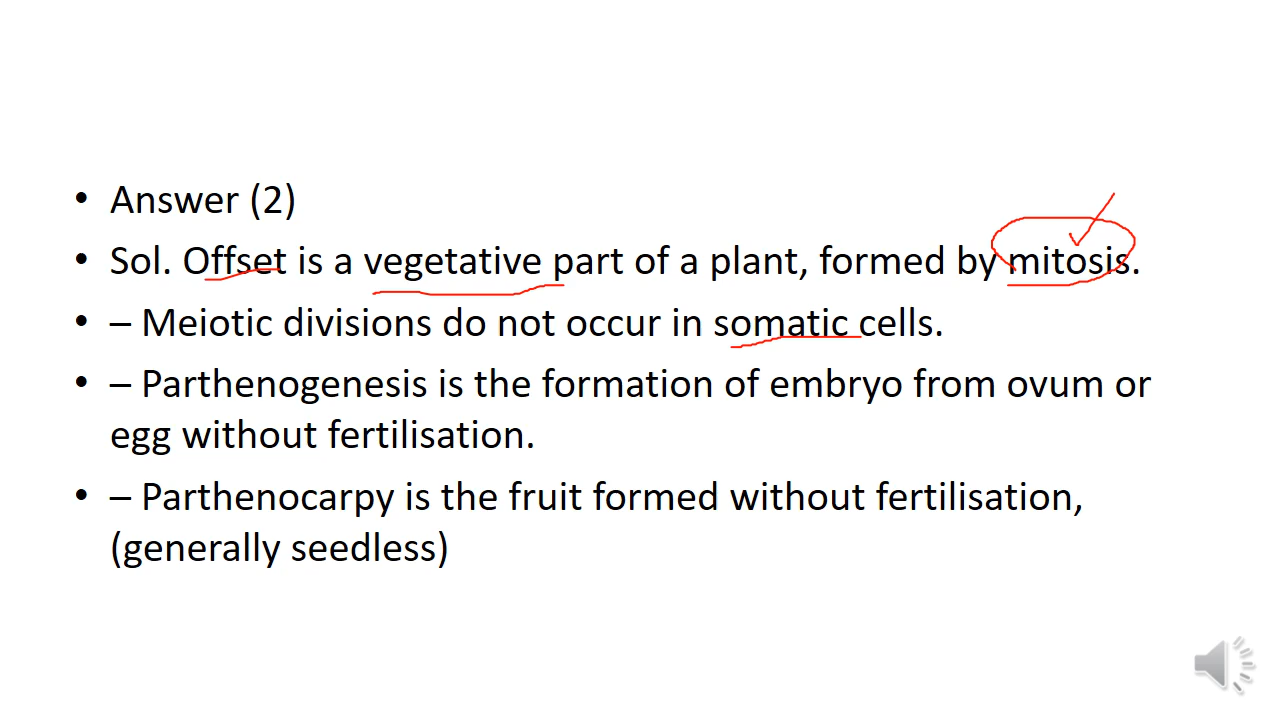 • Answer (2)
• Sol. Offset is a vegetative part of a plant, formed by mitosis.
• – Meiotic divisions do not occur in somatic cells.
• – Parthenogenesis is the formation of embryo from ovum or
egg without fertilisation.
• – Parthenocarpy is the fruit formed without fertilisation,
(generally seedless)